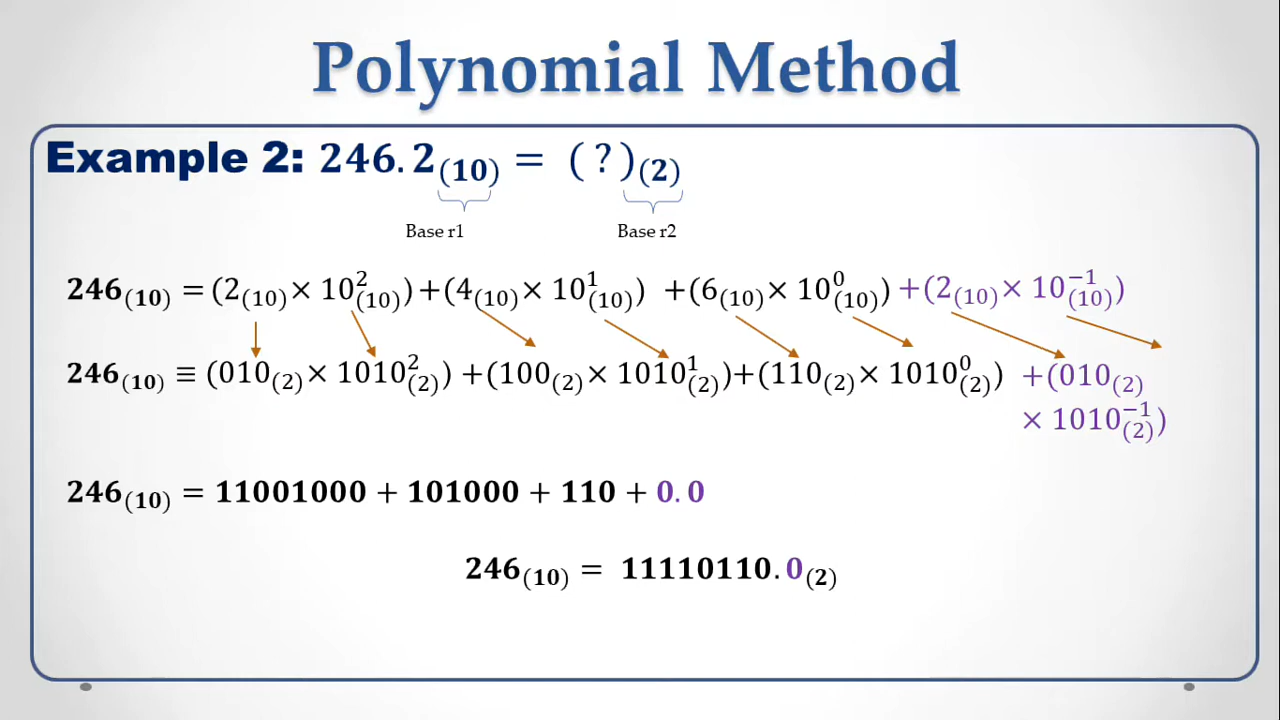 Polynomial Method
Example 2: 246.2₍₁₀₎ = (?)₍₂₎
Base r1 Base r2
246₍₁₀₎ = (2₍₁₀₎ × 10²₍₁₀₎) + (4₍₁₀₎ × 10¹₍₁₀₎) + (6₍₁₀₎ × 10⁰₍₁₀₎) + (2₍₁₀₎ × 10⁻¹₍₁₀₎)
246₍₁₀₎ ≡ (010₍₂₎ × 1010²₍₂₎) + (100₍₂₎ × 1010¹₍₂₎) + (110₍₂₎ × 1010⁰₍₂₎) + (010₍₂₎
× 1010⁻¹₍₂₎)
246₍₁₀₎ = 11001000 + 101000 + 110 + 0.0
246₍₁₀₎ = 11110110.0₍₂₎